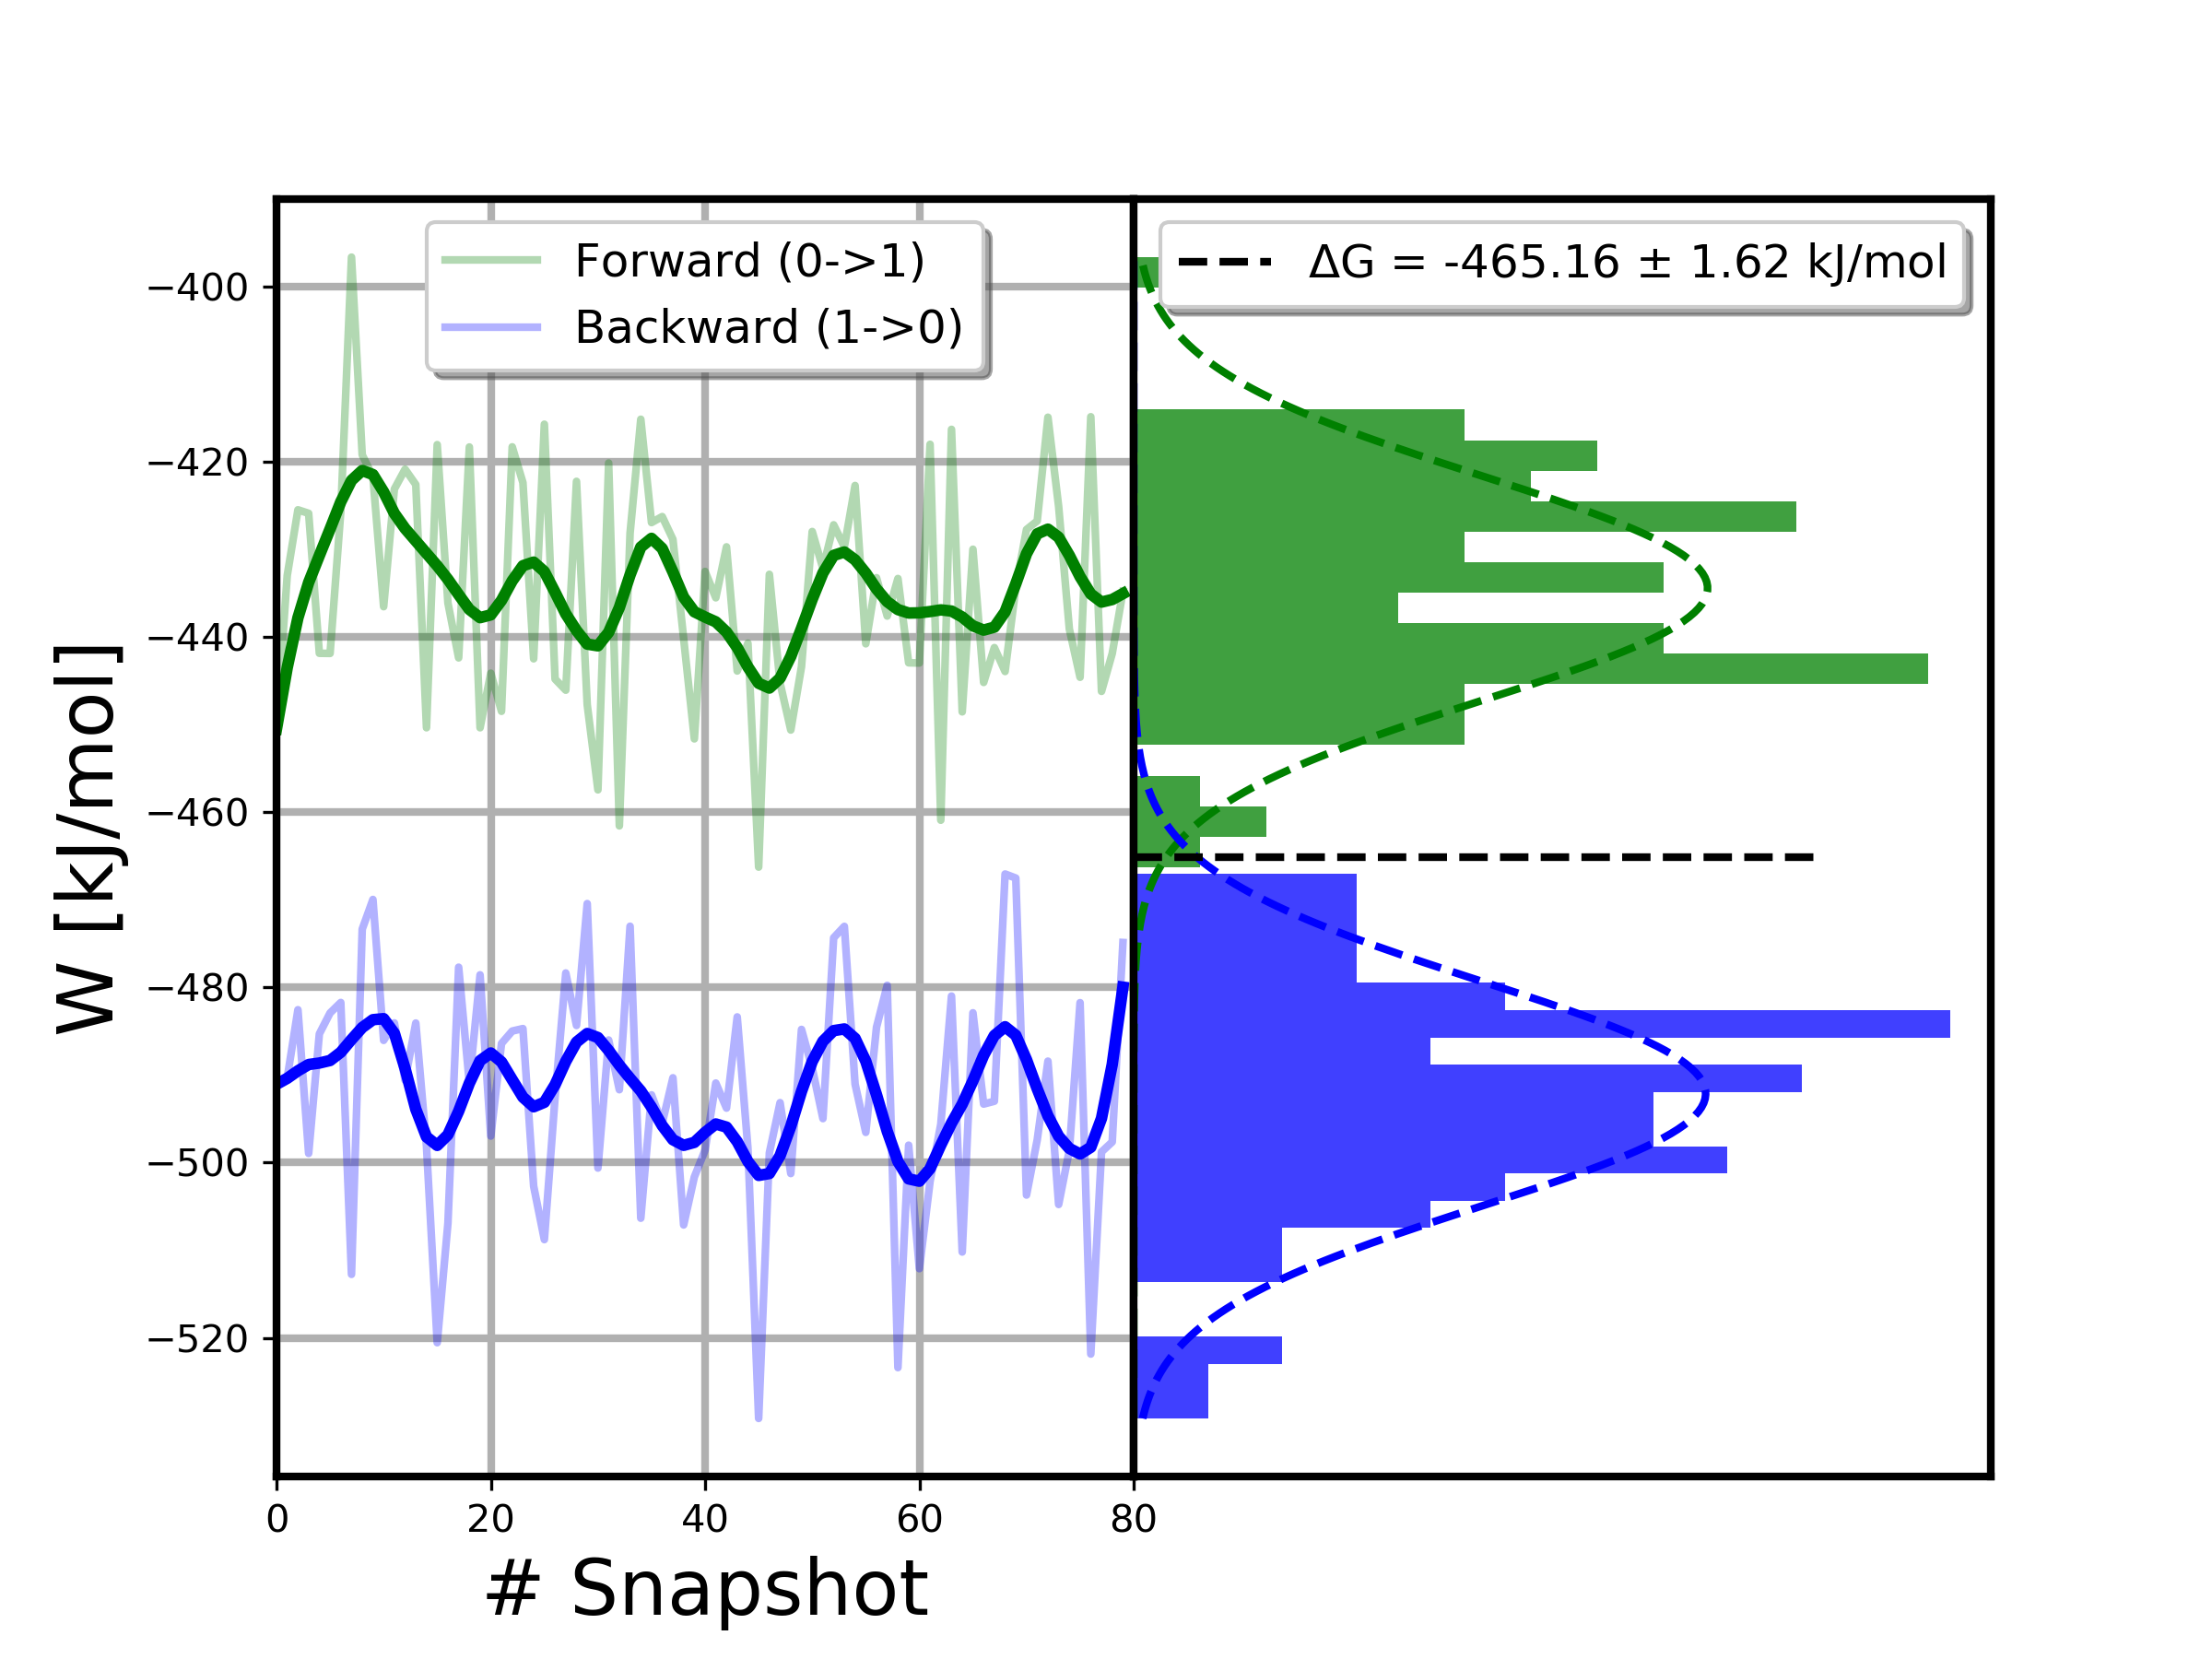 Forward (0->1)
Backward (1->0)
ΔG = -465.16 ± 1.62 kJ/mol
−400
−420
−440
−460
−480
−500
−520
W [kJ/mol]
0 20 40 60 80
# Snapshot